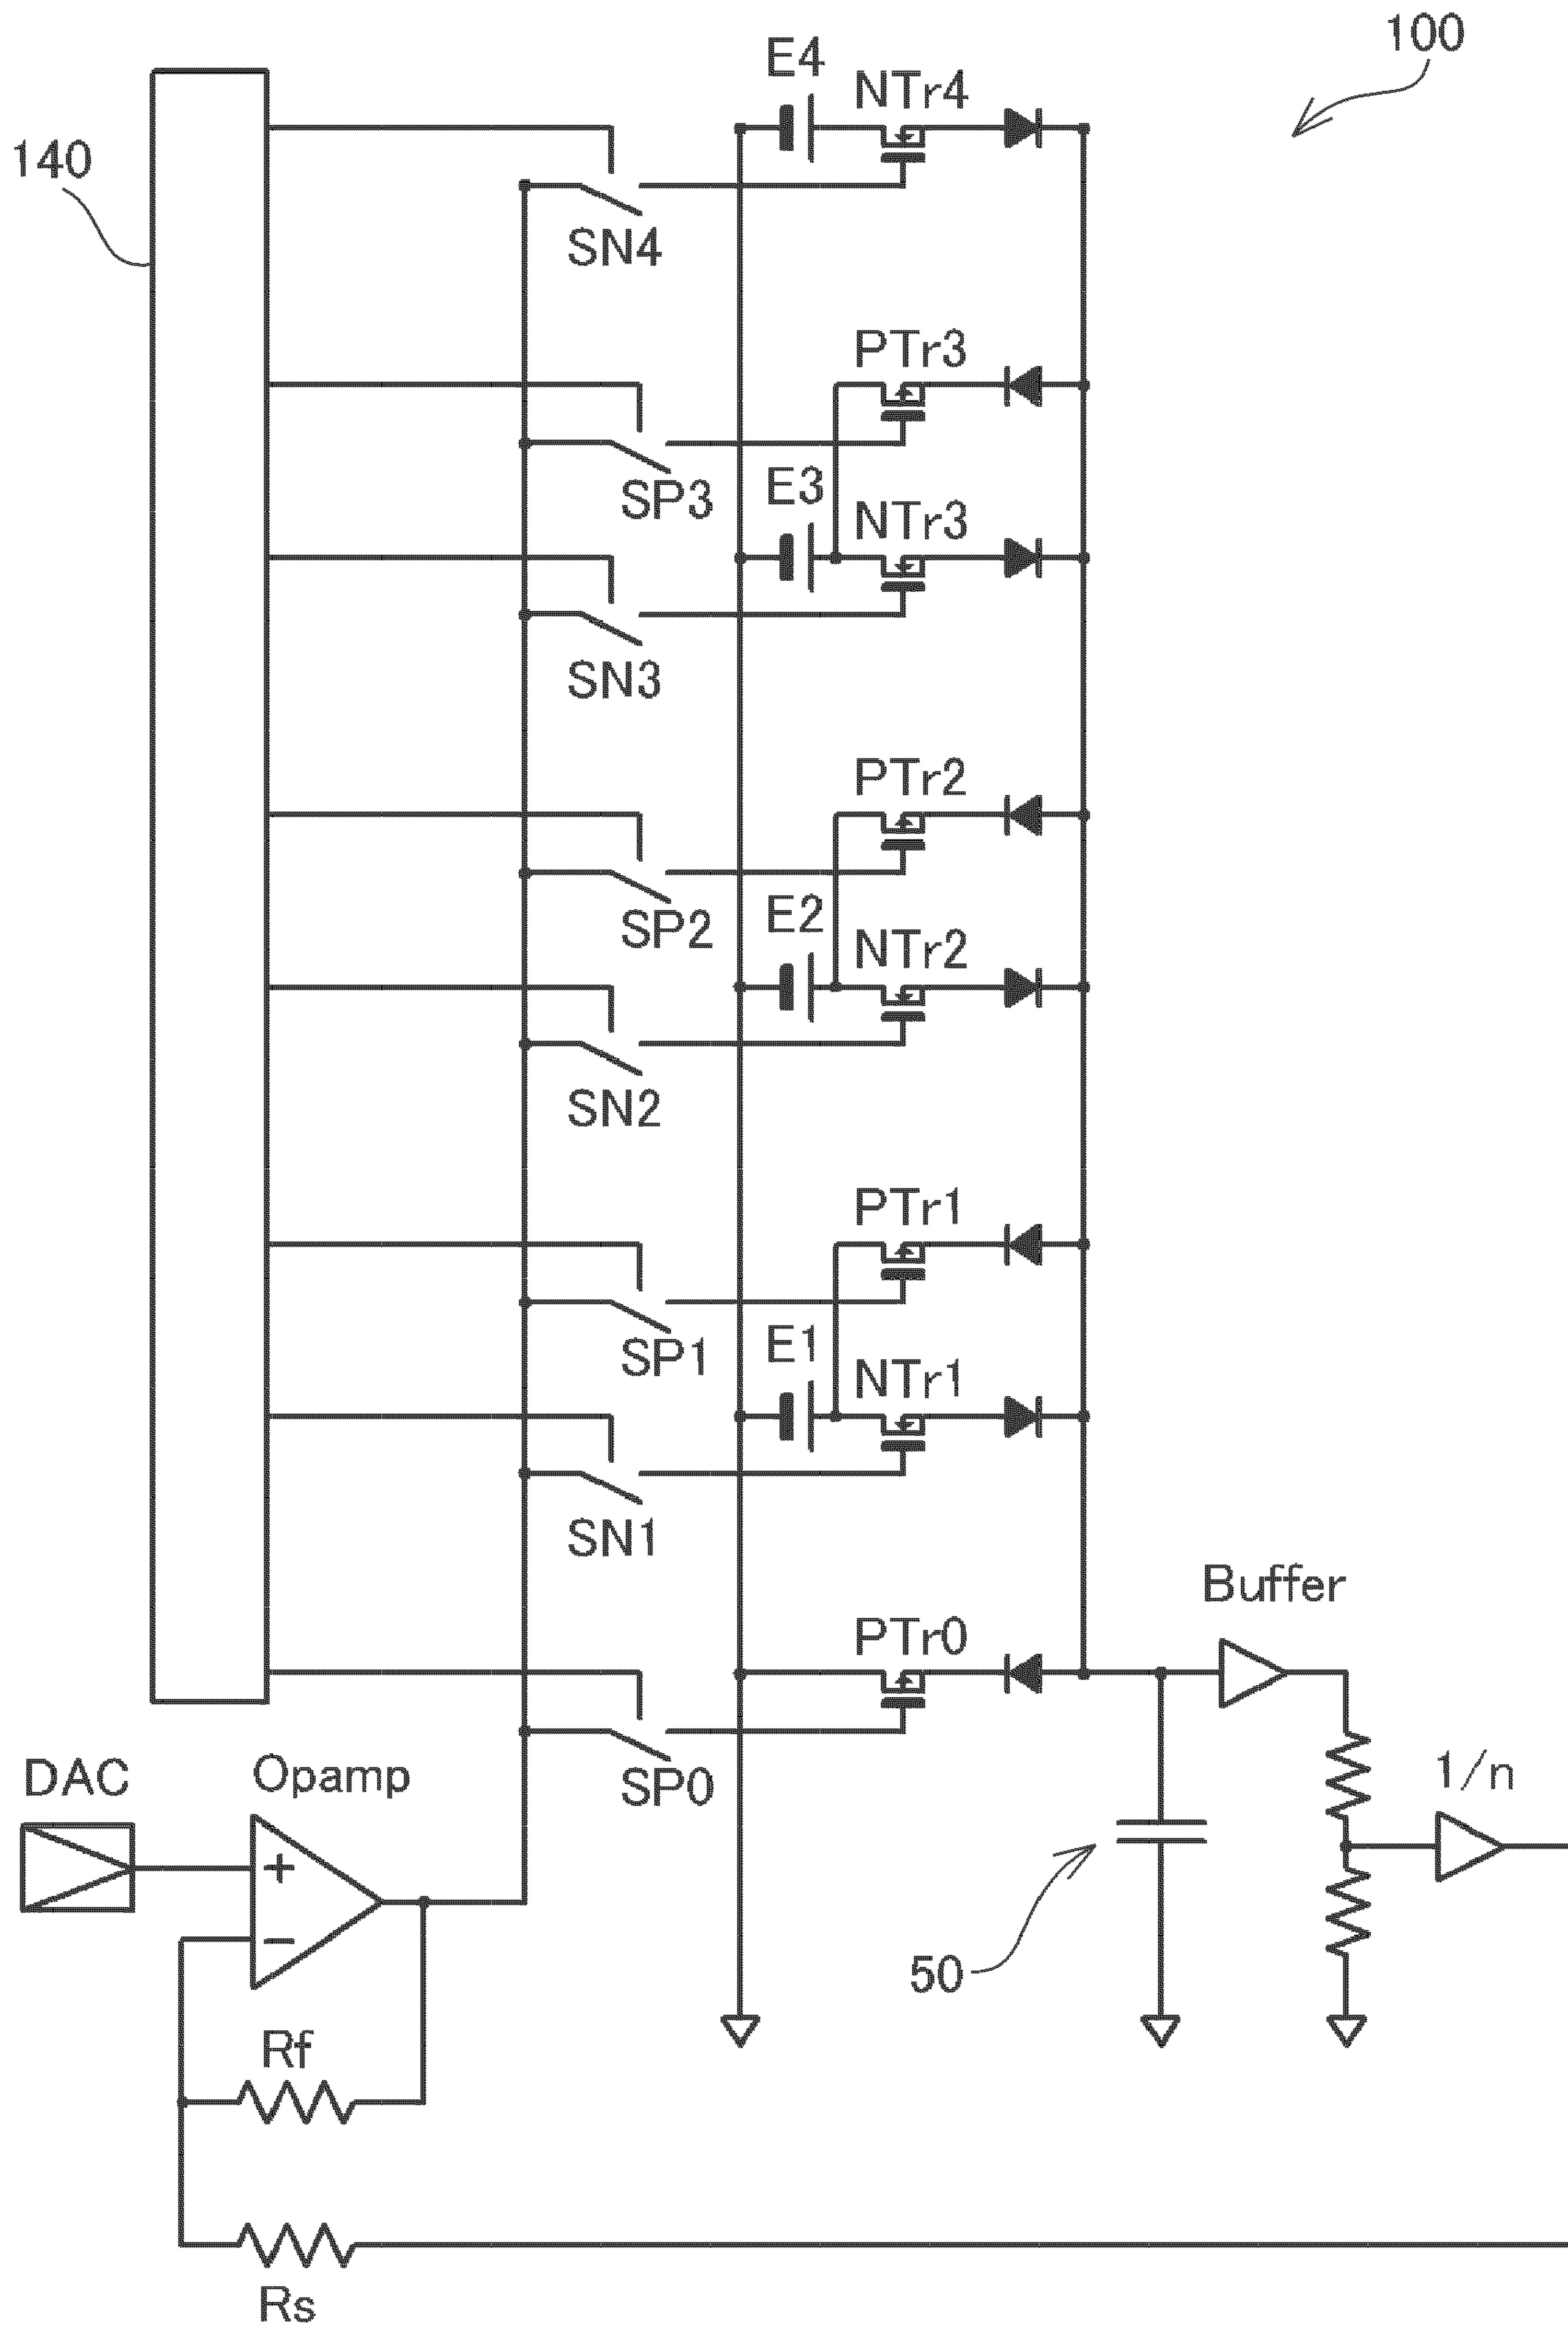 100
E4
NTr4
140
SN4
PTr3
SP3
E3
NTr3
SN3
PTr2
SP2
E2
NTr2
SN2
PTr1
SP1
E1
NTr1
SN1
Buffer
PTr0
SP0
DAC
Opamp
1/n
+
−
50
Rf
Rs